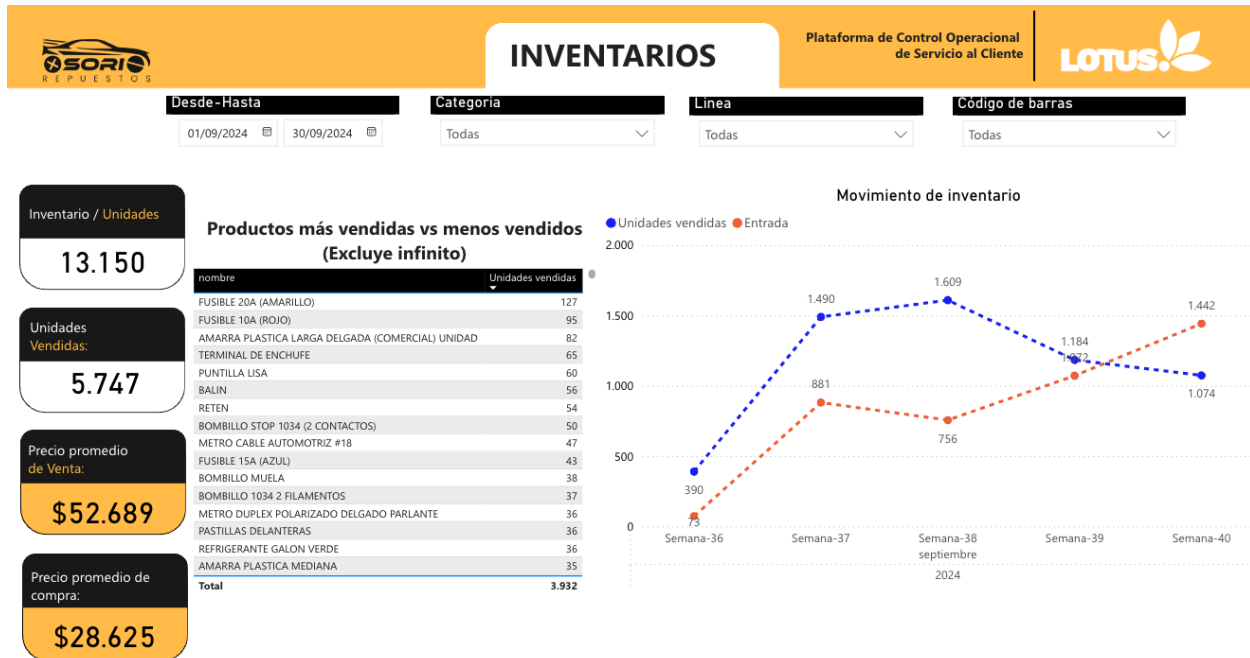 OSORIO
REPUESTOS
INVENTARIOS
Plataforma de Control Operacional
de Servicio al Cliente
LOTUS
Desde-Hasta
01/09/2024 30/09/2024
Categoria
Todas
Linea
Todas
Código de barras
Todas
Inventario / Unidades
13.150
Unidades
Vendidas:
5.747
Precio promedio
de Venta:
$52.689
Precio promedio de
compra:
$28.625
Productos más vendidas vs menos vendidos
(Excluye infinito)
nombre Unidades vendidas
FUSIBLE 20A (AMARILLO) 127
FUSIBLE 10A (ROJO) 95
AMARRA PLASTICA LARGA DELGADA (COMERCIAL) UNIDAD 82
TERMINAL DE ENCHUFE 65
PUNTILLA LISA 60
BALIN 56
RETEN 54
BOMBILLO STOP 1034 (2 CONTACTOS) 50
METRO CABLE AUTOMOTRIZ #18 47
FUSIBLE 15A (AZUL) 43
BOMBILLO MUELA 38
BOMBILLO 1034 2 FILAMENTOS 37
METRO DUPLEX POLARIZADO DELGADO PARLANTE 36
PASTILLAS DELANTERAS 36
REFRIGERANTE GALON VERDE 36
AMARRA PLASTICA MEDIANA 35
Total 3.932
Movimiento de inventario
Unidades vendidas Entrada
2.000
1.500
1.000
500
0
390
1.490
1.609
1.184
1.074
73
881
756
1.072
1.442
Semana-36 Semana-37 Semana-38 Semana-39 Semana-40
septiembre
2024